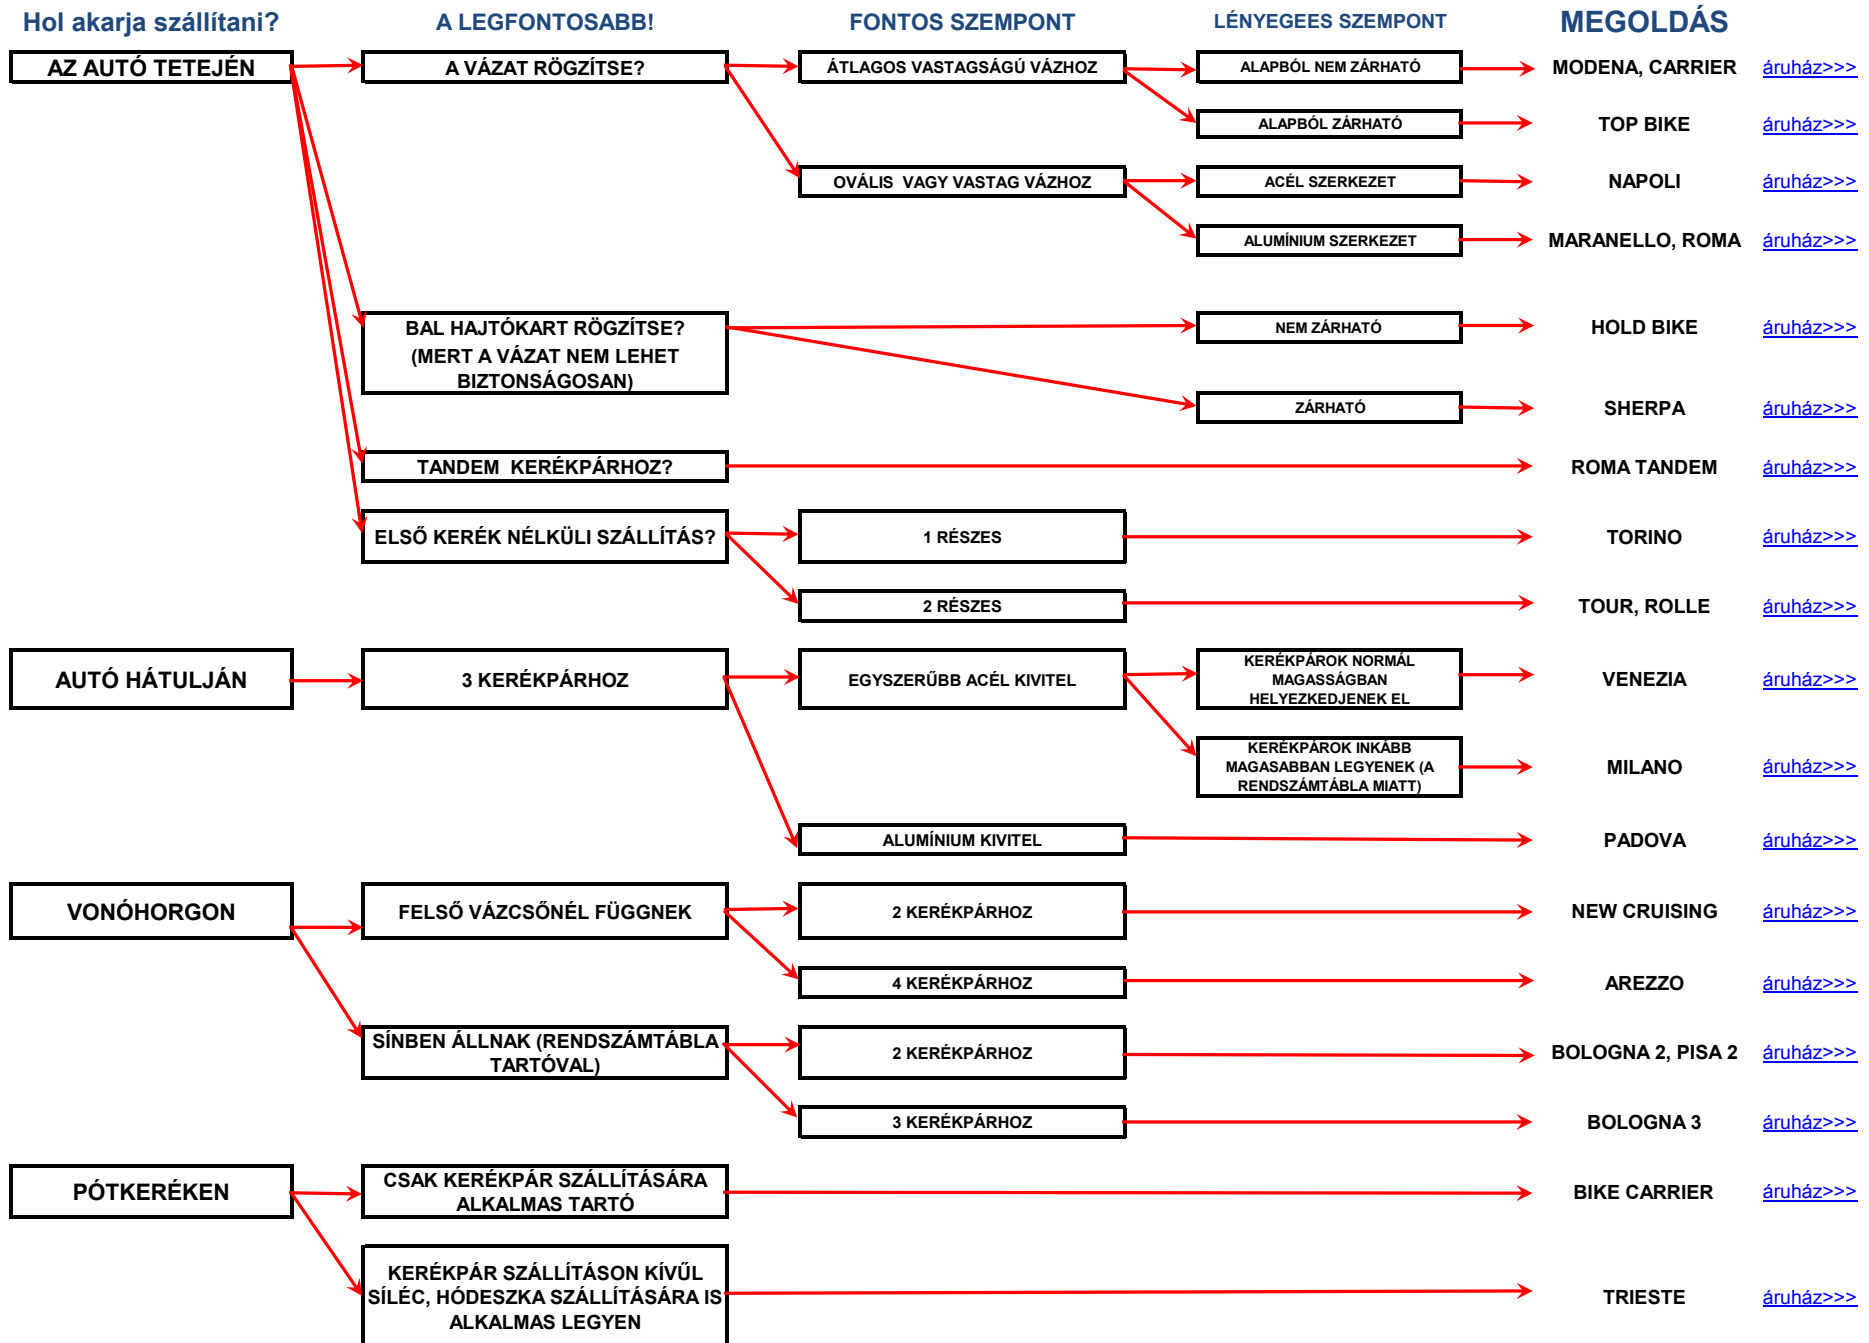 Hol akarja szállítani?
A LEGFONTOSABB!
FONTOS SZEMPONT
LÉNYEGEES SZEMPONT
MEGOLDÁS
AZ AUTÓ TETEJÉN
A VÁZAT RÖGZÍTSE?
ÁTLAGOS VASTAGSÁGÚ VÁZHOZ
ALAPBÓL NEM ZÁRHATÓ
MODENA, CARRIER
áruház>>>
ALAPBÓL ZÁRHATÓ
TOP BIKE
áruház>>>
OVÁLIS VAGY VASTAG VÁZHOZ
ACÉL SZERKEZET
NAPOLI
áruház>>>
ALUMÍNIUM SZERKEZET
MARANELLO, ROMA
áruház>>>
BAL HAJTÓKART RÖGZÍTSE?
(MERT A VÁZAT NEM LEHET
BIZTONSÁGOSAN)
NEM ZÁRHATÓ
HOLD BIKE
áruház>>>
ZÁRHATÓ
SHERPA
áruház>>>
TANDEM KERÉKPÁRHOZ?
ROMA TANDEM
áruház>>>
ELSŐ KERÉK NÉLKÜLI SZÁLLÍTÁS?
1 RÉSZES
TORINO
áruház>>>
2 RÉSZES
TOUR, ROLLE
áruház>>>
AUTÓ HÁTULJÁN
3 KERÉKPÁRHOZ
EGYSZERŰBB ACÉL KIVITEL
KERÉKPÁROK NORMÁL
MAGASSÁGBAN
HELYEZKEDJENEK EL
VENEZIA
áruház>>>
KERÉKPÁROK INKÁBB
MAGASABBAN LEGYENEK (A
RENDSZÁMTÁBLA MIATT)
MILANO
áruház>>>
ALUMÍNIUM KIVITEL
PADOVA
áruház>>>
VONÓHORGON
FELSŐ VÁZCSŐNÉL FÜGGNEK
2 KERÉKPÁRHOZ
NEW CRUISING
áruház>>>
4 KERÉKPÁRHOZ
AREZZO
áruház>>>
SÍNBEN ÁLLNAK (RENDSZÁMTÁBLA
TARTÓVAL)
2 KERÉKPÁRHOZ
BOLOGNA 2, PISA 2
áruház>>>
3 KERÉKPÁRHOZ
BOLOGNA 3
áruház>>>
PÓTKERÉKEN
CSAK KERÉKPÁR SZÁLLÍTÁSÁRA
ALKALMAS TARTÓ
BIKE CARRIER
áruház>>>
KERÉKPÁR SZÁLLÍTÁSON KÍVŰL
SÍLÉC, HÓDESZKA SZÁLLÍTÁSÁRA IS
ALKALMAS LEGYEN
TRIESTE
áruház>>>